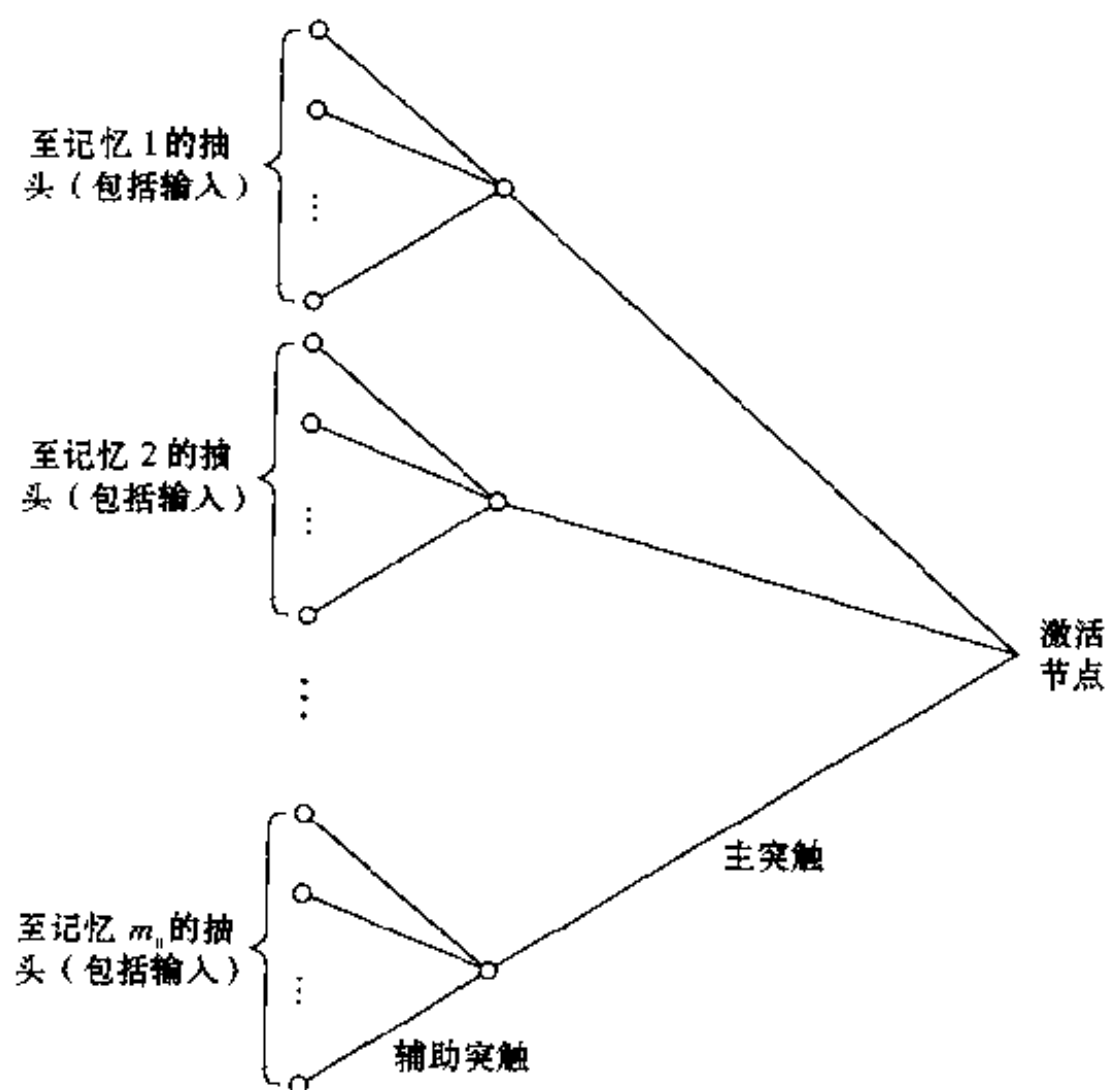 至记忆 1 的抽
头（包括输入）
⋮
至记忆 2 的抽
头（包括输入）
⋮
⋮
激活
节点
主突触
至记忆 m₀ 的抽
头（包括输入）
⋮
辅助突触